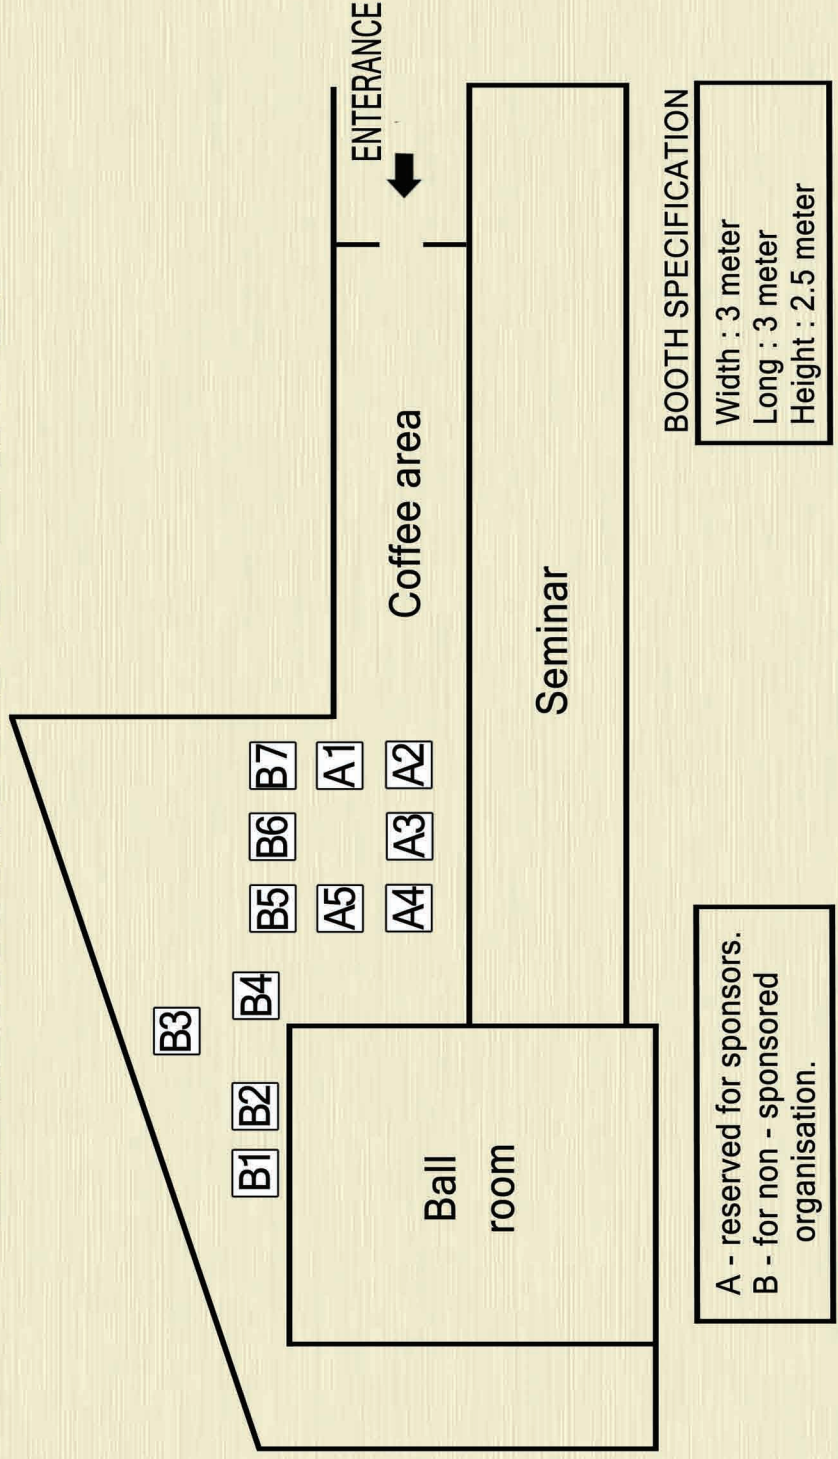 ENTERANCE
Coffee area
Seminar
Ball
room
B1
B2
B3
B4
B5
B6
B7
A5
A1
A4
A3
A2
A - reserved for sponsors.
B - for non - sponsored
organisation.
BOOTH SPECIFICATION
Width : 3 meter
Long : 3 meter
Height : 2.5 meter